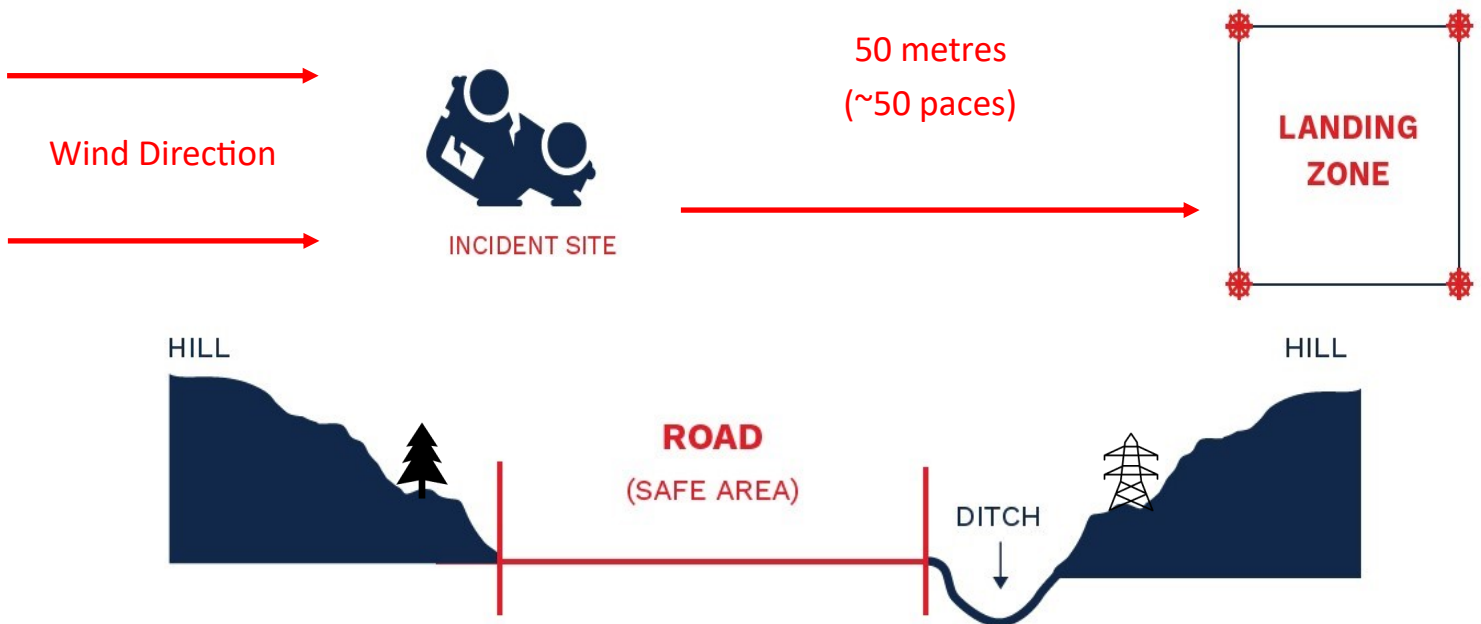 50 metres
(~50 paces)
Wind Direction
INCIDENT SITE
LANDING
ZONE
HILL
HILL
ROAD
(SAFE AREA)
DITCH